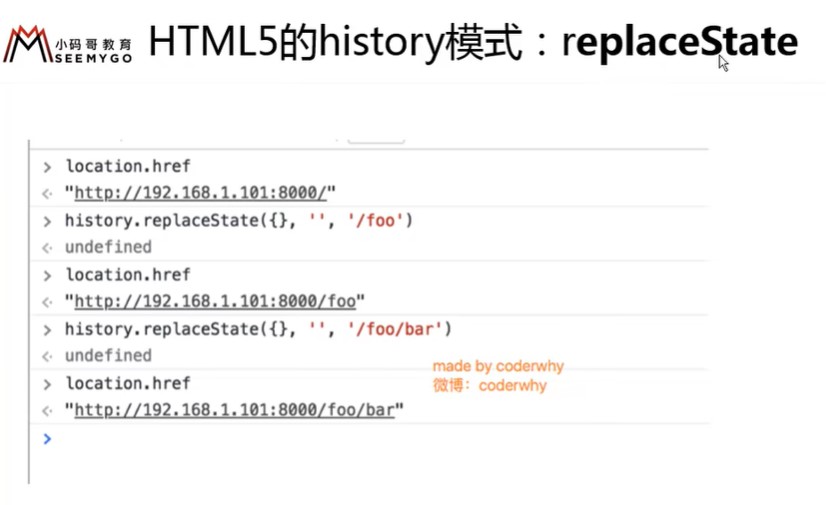 小码哥教育
SEEMYGO
HTML5的history模式：replaceState
> location.href
< "http://192.168.1.101:8000/"
> history.replaceState({}, '', '/foo')
< undefined
> location.href
< "http://192.168.1.101:8000/foo"
> history.replaceState({}, '', '/foo/bar')
< undefined
made by coderwhy
> location.href
微博：coderwhy
< "http://192.168.1.101:8000/foo/bar"
>